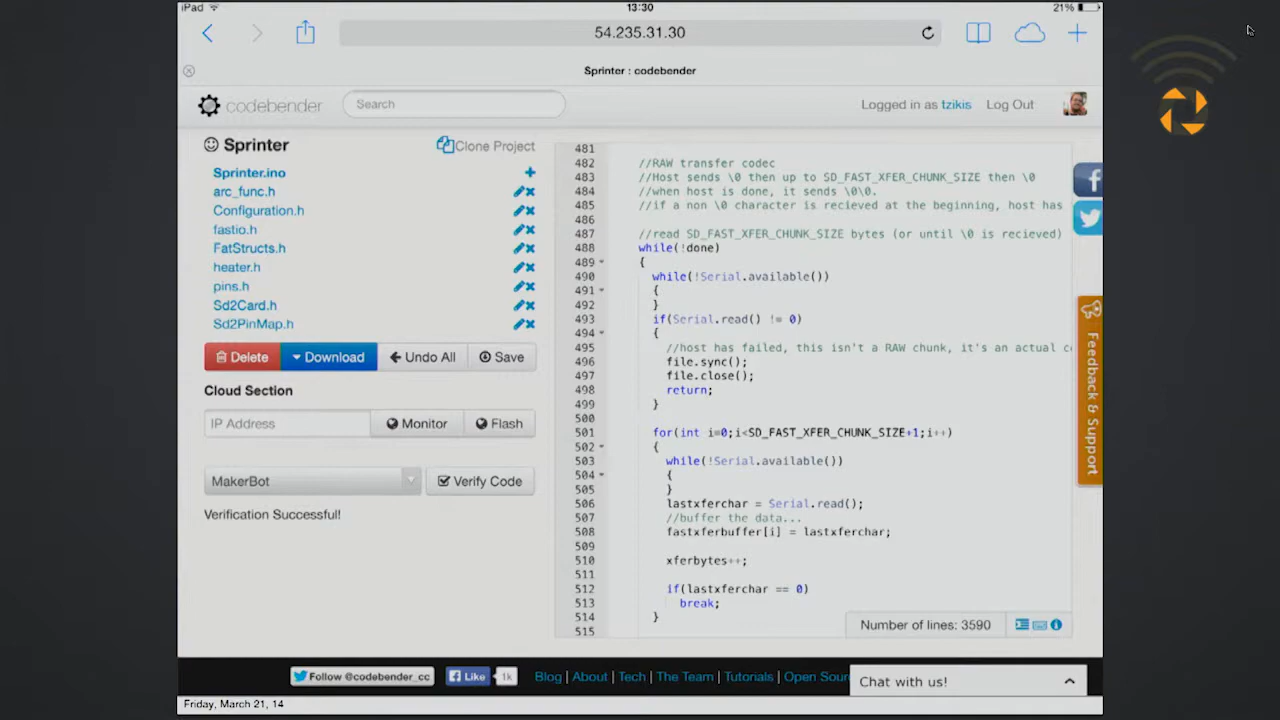 iPad 13:30 21%
54.235.31.30
Sprinter : codebender
codebender Search Logged in as tzikis Log Out
Sprinter Clone Project
Sprinter.ino
arc_func.h
Configuration.h
fastio.h
FatStructs.h
heater.h
pins.h
Sd2Card.h
Sd2PinMap.h
Delete Download Undo All Save
Cloud Section
IP Address Monitor Flash
MakerBot Verify Code
Verification Successful!
481
482 //RAW transfer codec
483 //Host sends \0 then up to SD_FAST_XFER_CHUNK_SIZE then \0
484 //when host is done, it sends \0\0.
485 //if a non \0 character is recieved at the beginning, host has
486
487 //read SD_FAST_XFER_CHUNK_SIZE bytes (or until \0 is recieved)
488 while(!done)
489 {
490 while(!Serial.available())
491 {
492 }
493 if(Serial.read() != 0)
494 {
495 //host has failed, this isn't a RAW chunk, it's an actual
496 file.sync();
497 file.close();
498 return;
499 }
500
501 for(int i=0;i<SD_FAST_XFER_CHUNK_SIZE+1;i++)
502 {
503 while(!Serial.available())
504 {
505 }
506 lastxferchar = Serial.read();
507 //buffer the data...
508 fastxferbuffer[i] = lastxferchar;
509
510 xferbytes++;
511
512 if(lastxferchar == 0)
513 break;
514 }
515
Number of lines: 3590
Feedback & Support
Follow @codebender_cc Like 1k Blog | About | Tech | The Team | Tutorials | Open
Chat with us!
Friday, March 21, 14